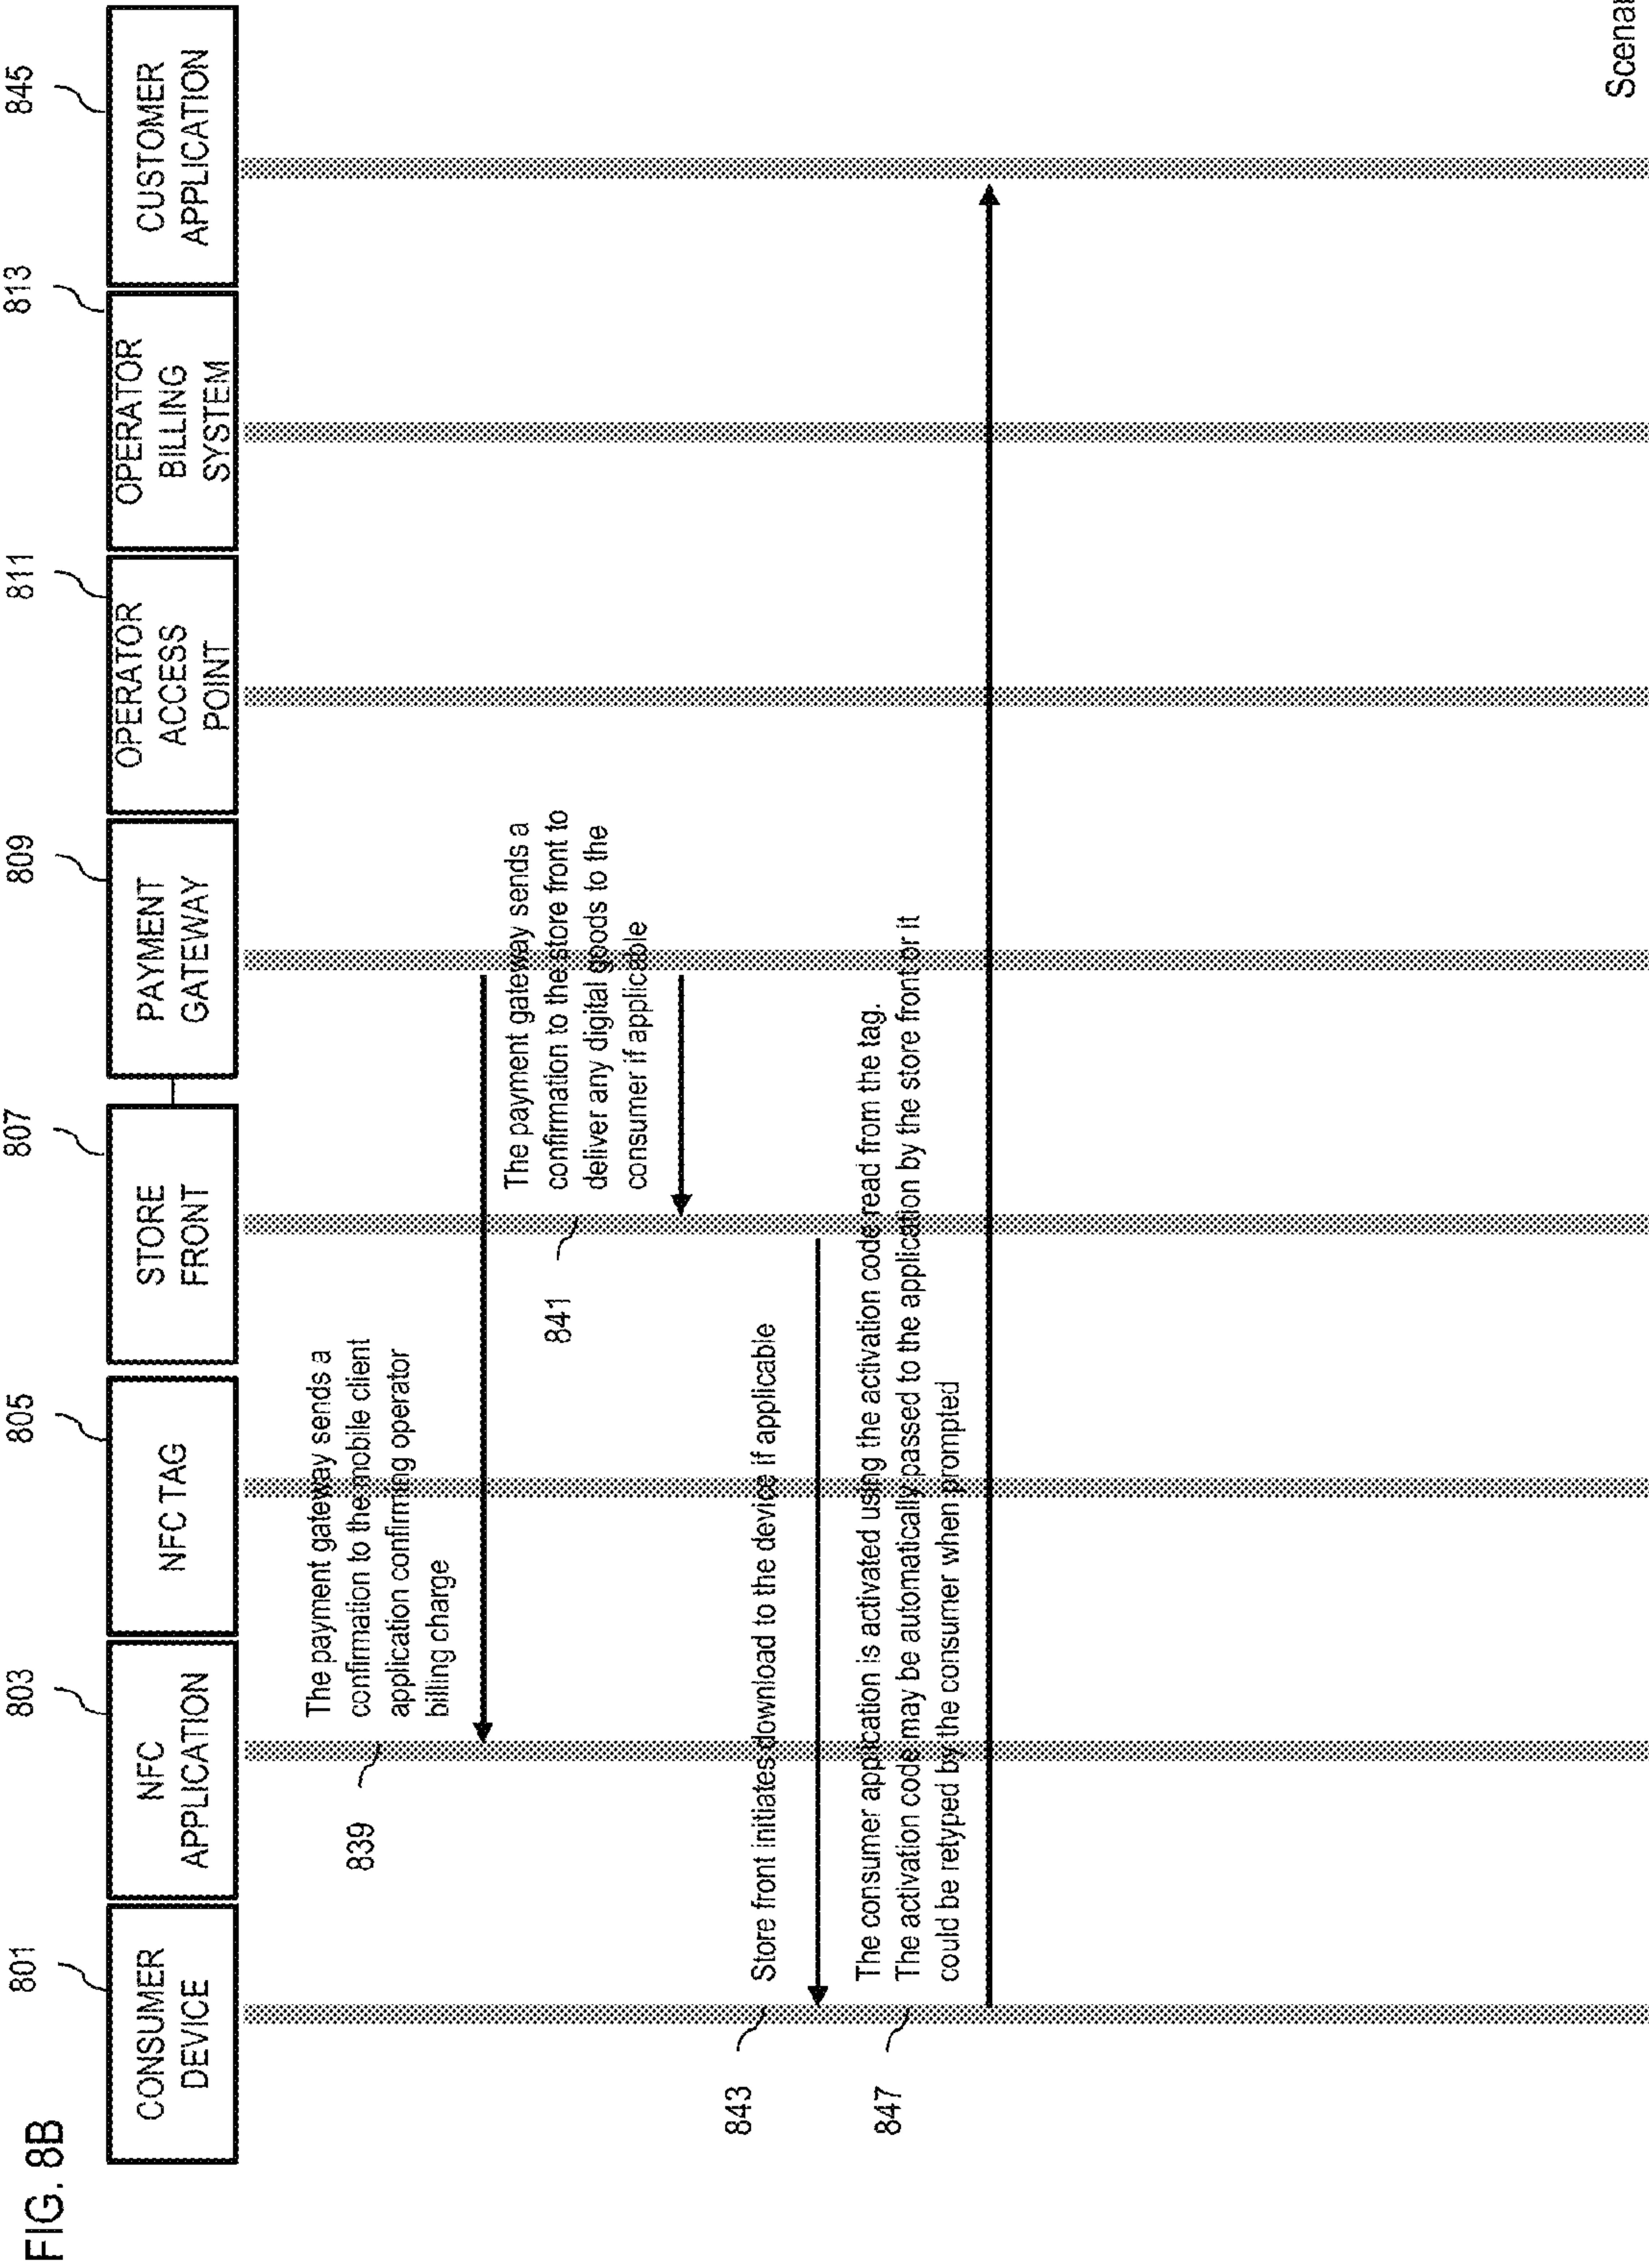 FIG. 8B
801
803
805
807
809
811
813
845
CONSUMER
DEVICE
NFC
APPLICATION
NFC TAG
STORE
FRONT
PAYMENT
GATEWAY
OPERATOR
ACCESS
POINT
OPERATOR
BILLING
SYSTEM
CUSTOMER
APPLICATION
839
The payment gateway sends a
confirmation to the mobile client
application confirming operator
billing charge
841
The payment gateway sends a
confirmation to the store front to
deliver any digital goods to the
consumer if applicable
843
Store front initiates download to the device if applicable
847
The consumer application is activated using the activation code read from the tag.
The activation code may be automatically passed to the application by the store front or it
could be retyped by the consumer when prompted